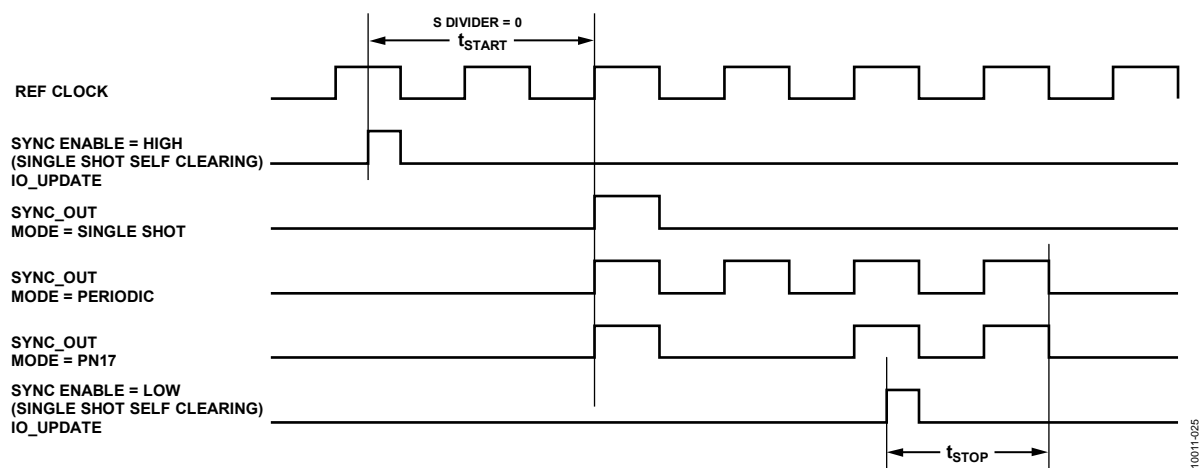 S DIVIDER = 0
tSTART
REF CLOCK
SYNC ENABLE = HIGH
(SINGLE SHOT SELF CLEARING)
IO_UPDATE
SYNC_OUT
MODE = SINGLE SHOT
SYNC_OUT
MODE = PERIODIC
SYNC_OUT
MODE = PN17
SYNC ENABLE = LOW
(SINGLE SHOT SELF CLEARING)
IO_UPDATE
tSTOP
10011-025